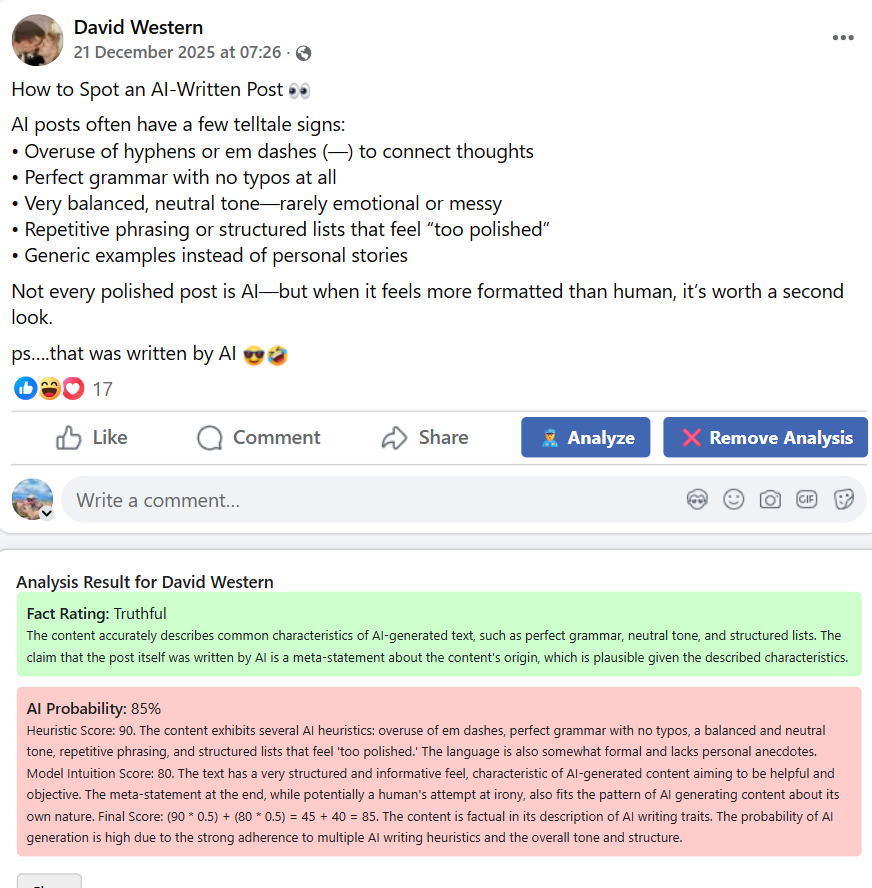 David Western
21 December 2025 at 07:26 ·
How to Spot an AI-Written Post 👀
AI posts often have a few telltale signs:
• Overuse of hyphens or em dashes (—) to connect thoughts
• Perfect grammar with no typos at all
• Very balanced, neutral tone—rarely emotional or messy
• Repetitive phrasing or structured lists that feel “too polished”
• Generic examples instead of personal stories
Not every polished post is AI—but when it feels more formatted than human, it’s worth a second
look.
ps....that was written by AI 😎🤣
17
Like Comment Share Analyze Remove Analysis
Write a comment... GIF
Analysis Result for David Western
Fact Rating: Truthful
The content accurately describes common characteristics of AI-generated text, such as perfect grammar, neutral tone, and structured lists. The
claim that the post itself was written by AI is a meta-statement about the content's origin, which is plausible given the described characteristics.
AI Probability: 85%
Heuristic Score: 90. The content exhibits several AI heuristics: overuse of em dashes, perfect grammar with no typos, a balanced and neutral
tone, repetitive phrasing, and structured lists that feel 'too polished.' The language is also somewhat formal and lacks personal anecdotes.
Model Intuition Score: 80. The text has a very structured and informative feel, characteristic of AI-generated content aiming to be helpful and
objective. The meta-statement at the end, while potentially a human's attempt at irony, also fits the pattern of AI generating content about its
own nature. Final Score: (90 * 0.5) + (80 * 0.5) = 45 + 40 = 85. The content is factual in its description of AI writing traits. The probability of AI
generation is high due to the strong adherence to multiple AI writing heuristics and the overall tone and structure.